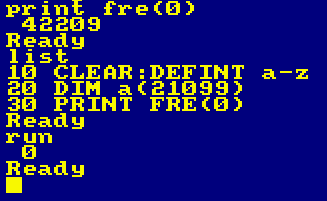 print fre(0)
42209
Ready
list
10 CLEAR:DEFINT a-z
20 DIM a(21099)
30 PRINT FRE(0)
Ready
run
0
Ready